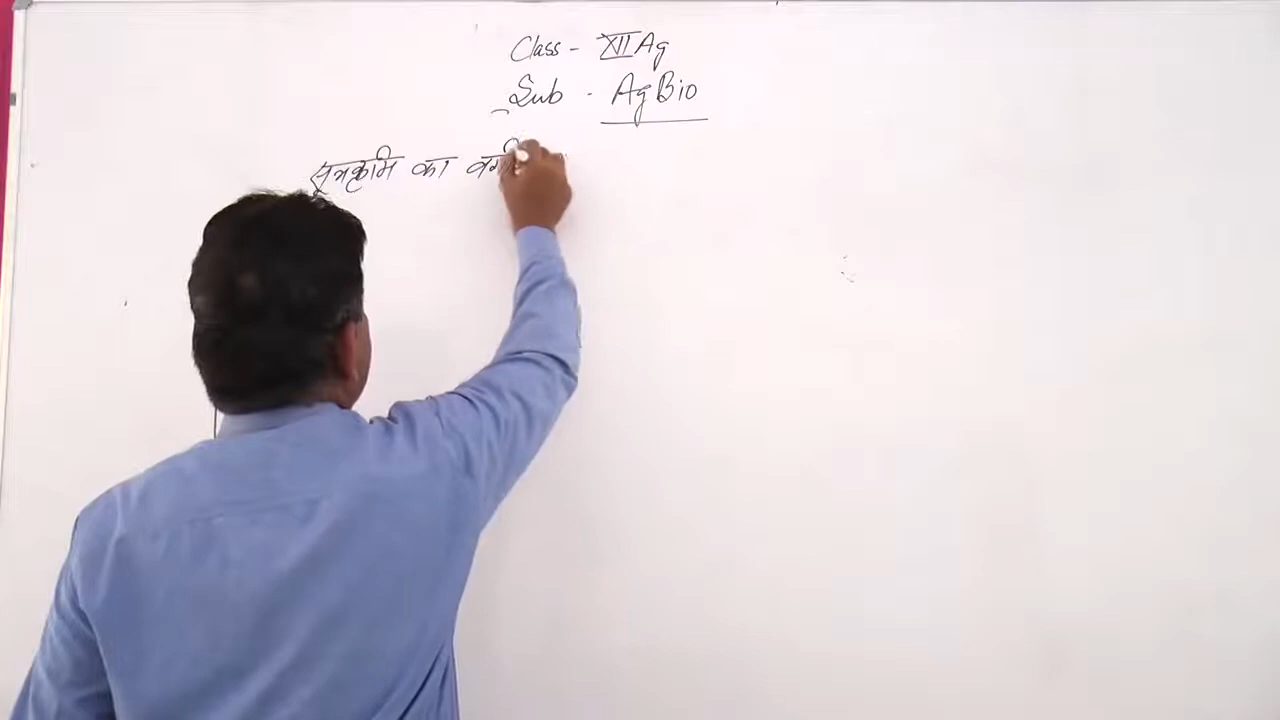 Class - XII Ag
Sub - Ag Bio
सूत्रकृमि का